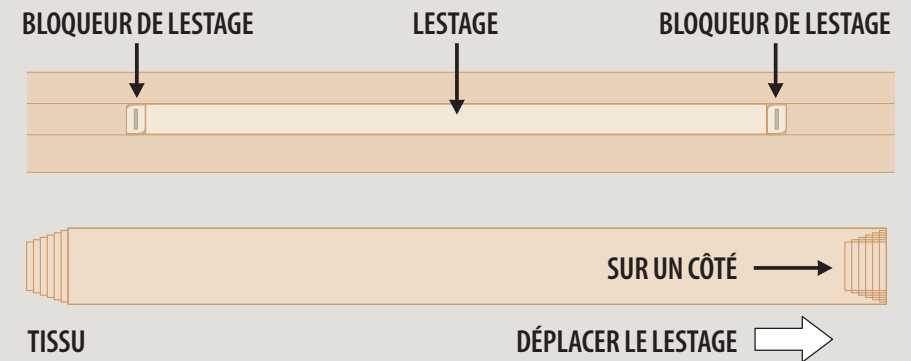 BLOQUEUR DE LESTAGE LESTAGE BLOQUEUR DE LESTAGE
SUR UN CÔTÉ
TISSU DÉPLACER LE LESTAGE